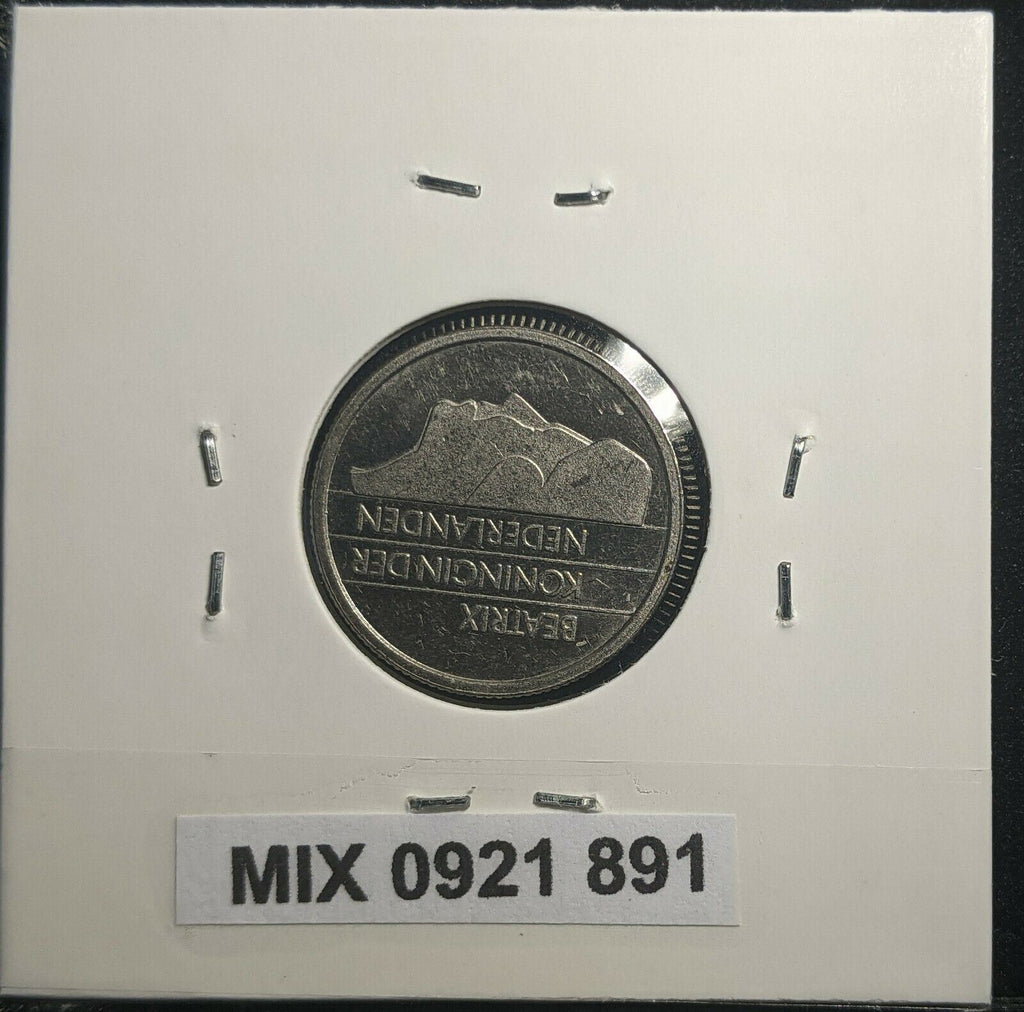 BEATRIX
KONINGIN DER
NEDERLANDEN
MIX 0921 891